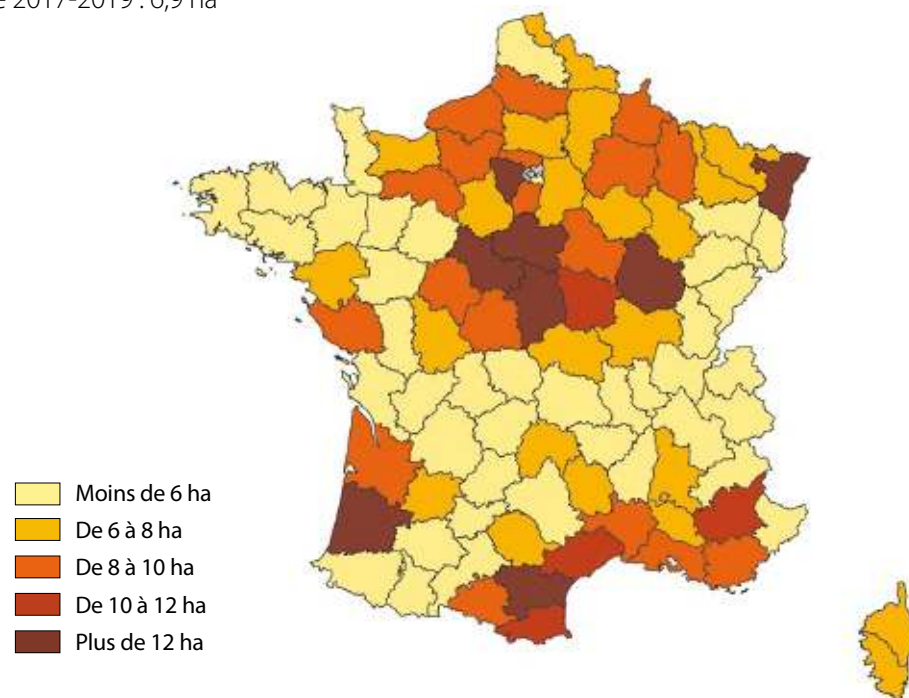 e 2017-2019 : 6,9 ha
Moins de 6 ha
De 6 à 8 ha
De 8 à 10 ha
De 10 à 12 ha
Plus de 12 ha